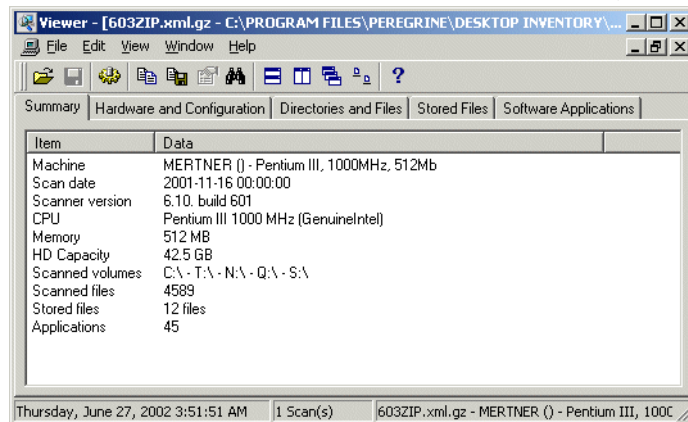 Viewer - [603ZIP.xml.gz - C:\PROGRAM FILES\PEREGRINE\DESKTOP INVENTORY\...
File Edit View Window Help
?
Summary Hardware and Configuration Directories and Files Stored Files Software Applications
Item Data
Machine MERTNER () - Pentium III, 1000MHz, 512Mb
Scan date 2001-11-16 00:00:00
Scanner version 6.10. build 601
CPU Pentium III 1000 MHz (GenuineIntel)
Memory 512 MB
HD Capacity 42.5 GB
Scanned volumes C:\ - T:\ - N:\ - Q:\ - S:\
Scanned files 4589
Stored files 12 files
Applications 45
Thursday, June 27, 2002 3:51:51 AM 1 Scan(s) 603ZIP.xml.gz - MERTNER () - Pentium III, 100C